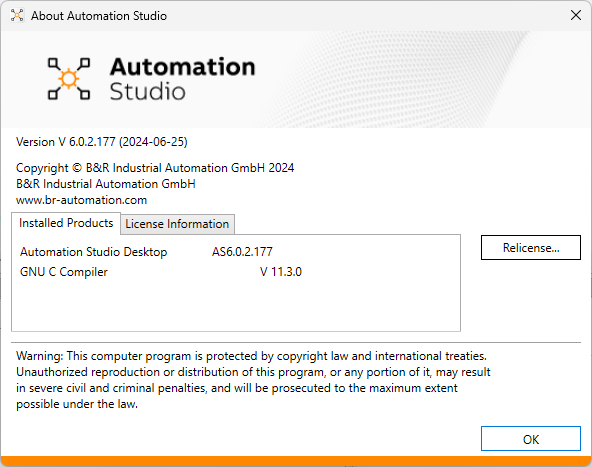 About Automation Studio
Automation
Studio
Version V 6.0.2.177 (2024-06-25)
Copyright © B&R Industrial Automation GmbH 2024
B&R Industrial Automation GmbH
www.br-automation.com
Installed Products License Information
Automation Studio Desktop AS6.0.2.177
GNU C Compiler V 11.3.0
Relicense...
Warning: This computer program is protected by copyright law and international treaties.
Unauthorized reproduction or distribution of this program, or any portion of it, may result
in severe civil and criminal penalties, and will be prosecuted to the maximum extent
possible under the law.
OK